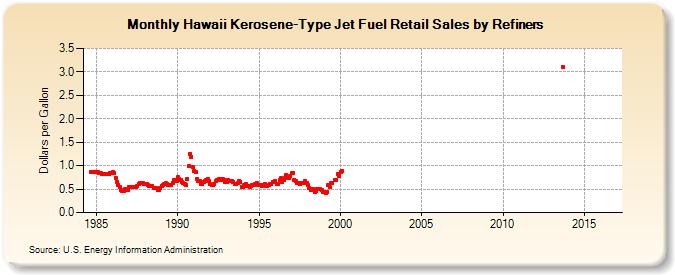 Monthly Hawaii Kerosene-Type Jet Fuel Retail Sales by Refiners
Dollars per Gallon
3.5
3.0
2.5
2.0
1.5
1.0
0.5
0.0
1985 1990 1995 2000 2005 2010 2015
Source: U.S. Energy Information Administration